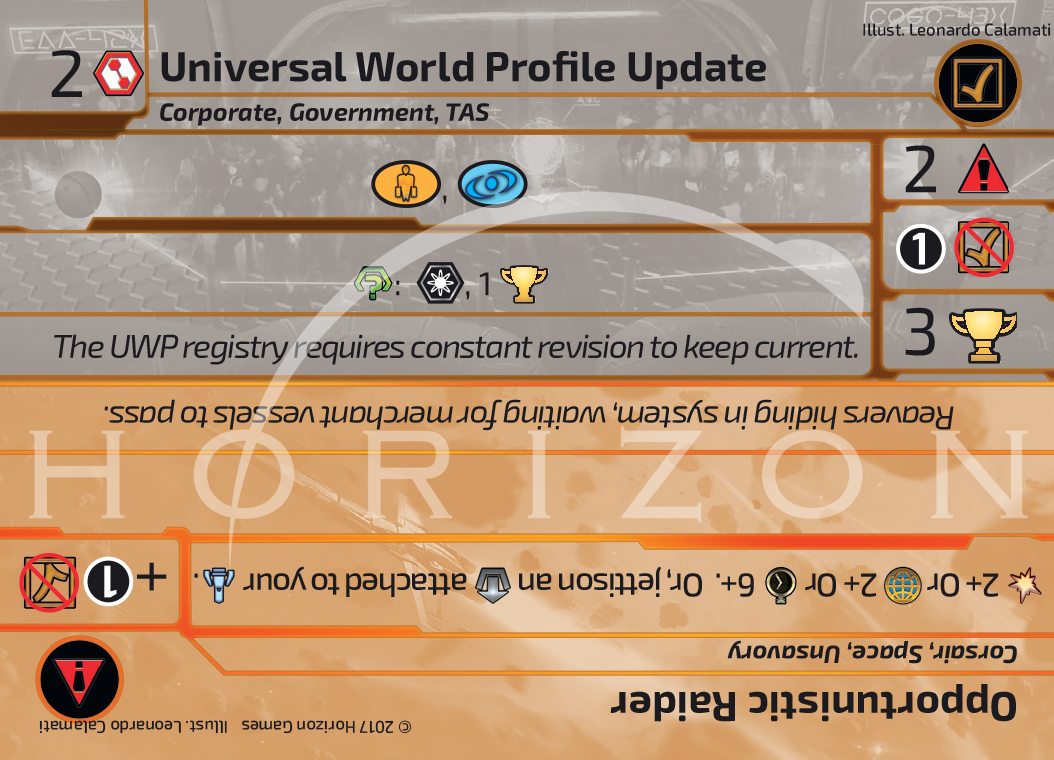 Illust. Leonardo Calamati
2 Universal World Profile Update
Corporate, Government, TAS
, 
2
1
: , 1
3
The UWP registry requires constant revision to keep current.
HORIZON
Opportunistic Raider
Corsair, Space, Unsavory
2+ Or 2+ Or 6+. Or, jettison an attached to your .
+ 1
Reavers hiding in system, waiting for merchant vessels to pass.
© 2017 Horizon Games Illust. Leonardo Calamati